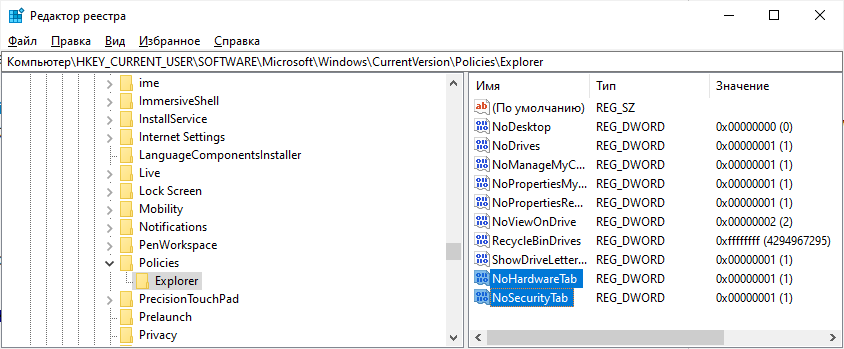 Редактор реестра
Файл Правка Вид Избранное Справка
Компьютер\HKEY_CURRENT_USER\SOFTWARE\Microsoft\Windows\CurrentVersion\Policies\Explorer
ime
ImmersiveShell
InstallService
Internet Settings
LanguageComponentsInstaller
Live
Lock Screen
Mobility
Notifications
PenWorkspace
Policies
Explorer
PrecisionTouchPad
Prelaunch
Privacy
Имя Тип Значение
(По умолчанию) REG_SZ
NoDesktop REG_DWORD 0x00000000 (0)
NoDrives REG_DWORD 0x00000001 (1)
NoManageMyC... REG_DWORD 0x00000001 (1)
NoPropertiesMy... REG_DWORD 0x00000001 (1)
NoPropertiesRe... REG_DWORD 0x00000001 (1)
NoViewOnDrive REG_DWORD 0x00000002 (2)
RecycleBinDrives REG_DWORD 0xffffffff (4294967295)
ShowDriveLetter... REG_DWORD 0x00000001 (1)
NoHardwareTab REG_DWORD 0x00000001 (1)
NoSecurityTab REG_DWORD 0x00000001 (1)